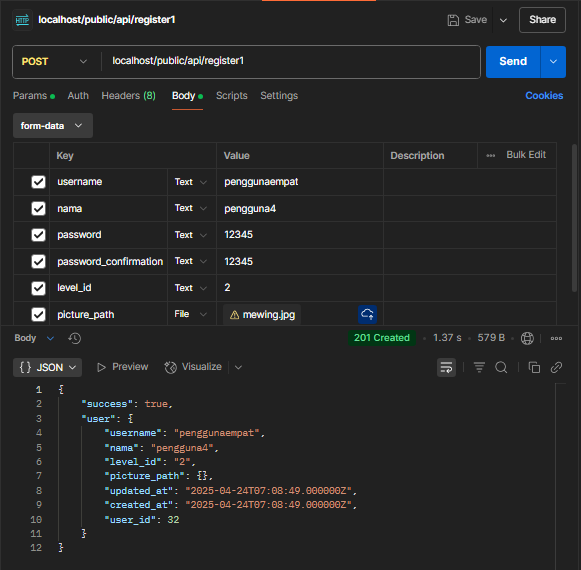 HTTP localhost/public/api/register1 Save Share
POST localhost/public/api/register1 Send
Params Auth Headers (8) Body Scripts Settings Cookies
form-data
Key Value Description Bulk Edit
username Text penggunaempat
nama Text pengguna4
password Text 12345
password_confirmation Text 12345
level_id Text 2
picture_path File mewing.jpg
Body 201 Created 1.37 s 579 B
{ } JSON Preview Visualize
1 {
2 "success": true,
3 "user": {
4 "username": "penggunaempat",
5 "nama": "pengguna4",
6 "level_id": "2",
7 "picture_path": {},
8 "updated_at": "2025-04-24T07:08:49.000000Z",
9 "created_at": "2025-04-24T07:08:49.000000Z",
10 "user_id": 32
11 }
12 }